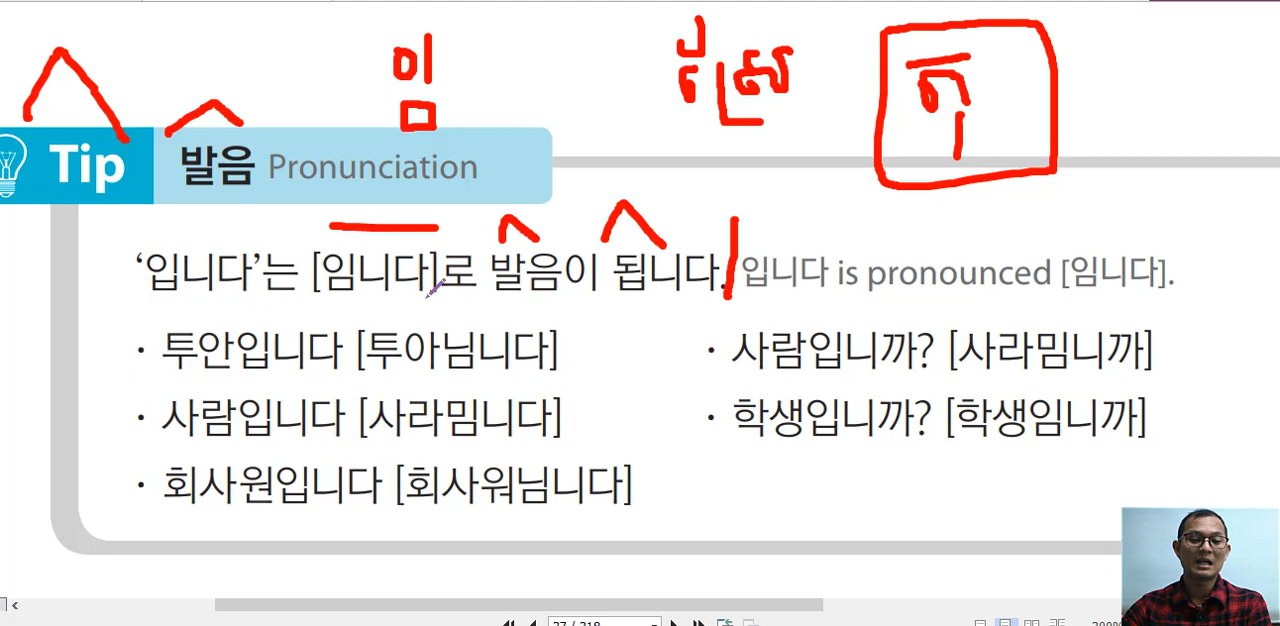 임
Tip 발음 Pronunciation
‘입니다’는 [임니다]로 발음이 됩니다. 입니다 is pronounced [임니다].
· 투안입니다 [투아님니다] · 사람입니까? [사라밈니까]
· 사람입니다 [사라밈니다] · 학생입니까? [학생임니까]
· 회사원입니다 [회사워님니다]
37 / 218